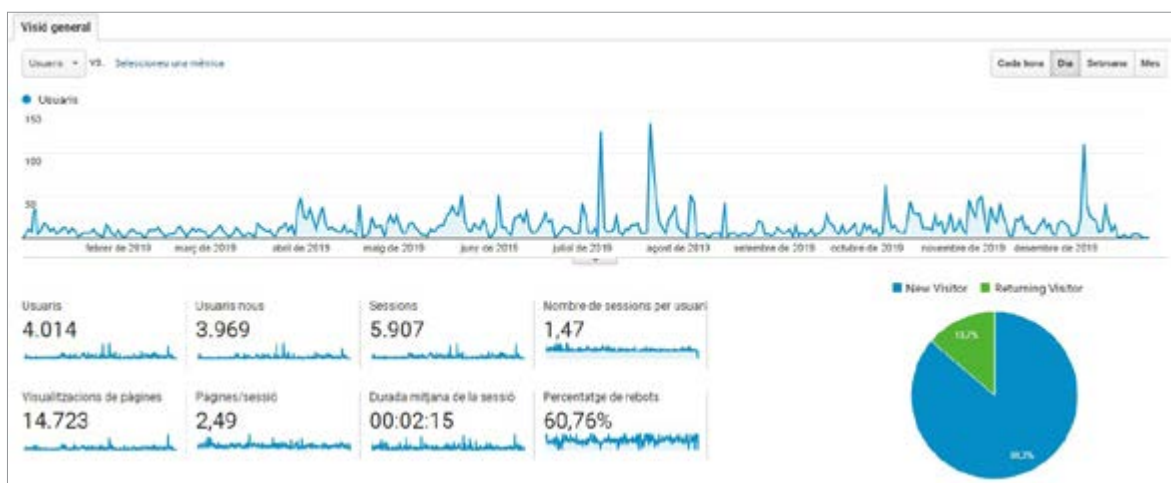 Visió general
Usuaris vs. Seleccioneu una mètrica
Cada hora Dia Setmana Mes
Usuaris
150
100
50
febrer de 2019 març de 2019 abril de 2019 maig de 2019 juny de 2019 juliol de 2019 agost de 2019 setembre de 2019 octubre de 2019 novembre de 2019 desembre de 2019
New Visitor Returning Visitor
Usuaris
4.014
Usuaris nous
3.969
Sessions
5.907
Nombre de sessions per usuari
1,47
Visualitzacions de pàgines
14.723
Pàgines/sessió
2,49
Durada mitjana de la sessió
00:02:15
Percentatge de rebots
60,76%
13,7%